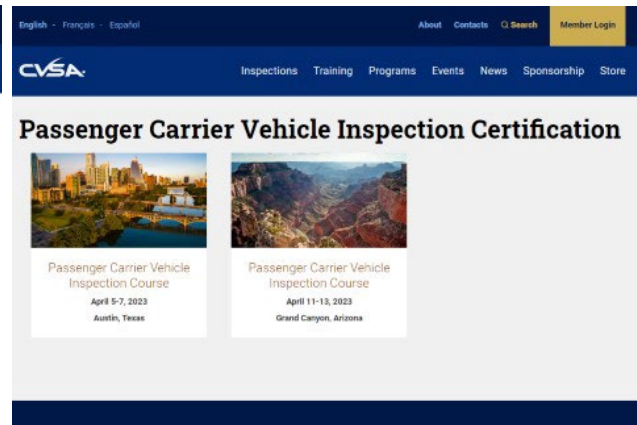 English - Français - Español
About Contacts Search Member Login
CVSA
Inspections Training Programs Events News Sponsorship Store
Passenger Carrier Vehicle Inspection Certification
Passenger Carrier Vehicle
Inspection Course
April 5-7, 2023
Austin, Texas
Passenger Carrier Vehicle
Inspection Course
April 11-13, 2023
Grand Canyon, Arizona